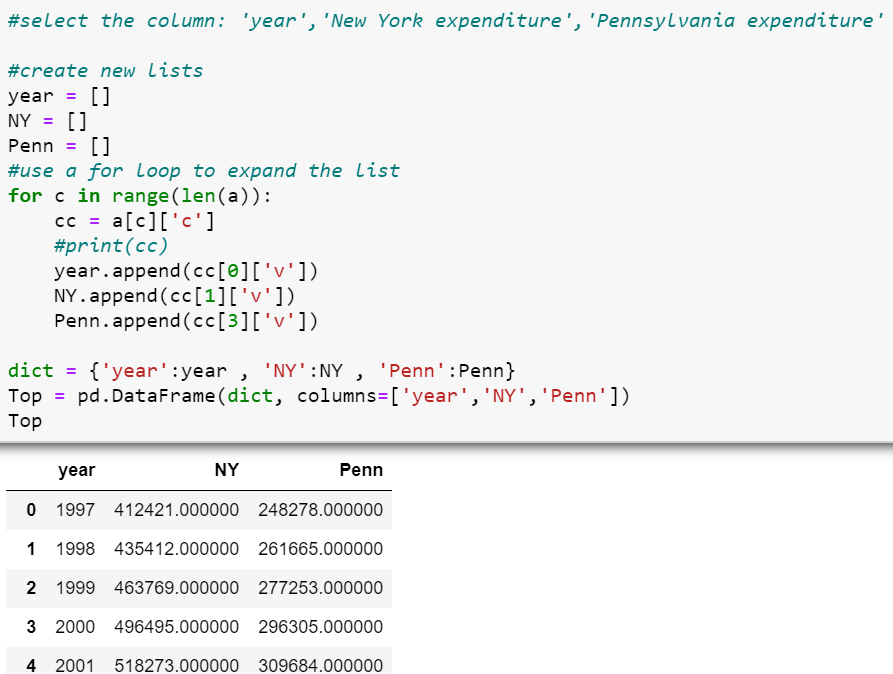 #select the column: 'year','New York expenditure','Pennsylvania expenditure'
#create new lists
year = []
NY = []
Penn = []
#use a for loop to expand the list
for c in range(len(a)):
    cc = a[c]['c']
    #print(cc)
    year.append(cc[0]['v'])
    NY.append(cc[1]['v'])
    Penn.append(cc[3]['v'])
dict = {'year':year , 'NY':NY , 'Penn':Penn}
Top = pd.DataFrame(dict, columns=['year','NY','Penn'])
Top
year NY Penn
0 1997 412421.000000 248278.000000
1 1998 435412.000000 261665.000000
2 1999 463769.000000 277253.000000
3 2000 496495.000000 296305.000000
4 2001 518273.000000 309684.000000